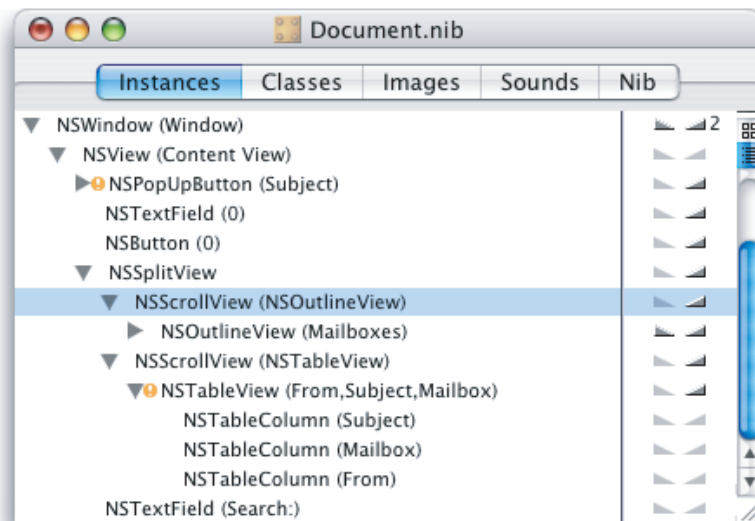 Document.nib
Instances Classes Images Sounds Nib
NSWindow (Window) 2
NSView (Content View)
NSPopUpButton (Subject)
NSTextField (0)
NSButton (0)
NSSplitView
NSScrollView (NSOutlineView)
NSOutlineView (Mailboxes)
NSScrollView (NSTableView)
NSTableView (From,Subject,Mailbox)
NSTableColumn (Subject)
NSTableColumn (Mailbox)
NSTableColumn (From)
NSTextField (Search:)